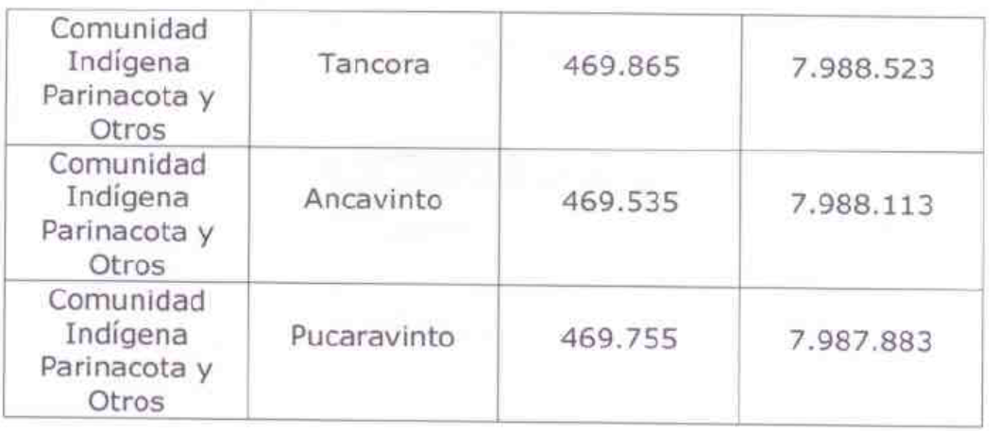 Comunidad
Indígena
Parinacota y
Otros
Tancora
469.865
7.988.523
Comunidad
Indígena
Parinacota y
Otros
Ancavinto
469.535
7.988.113
Comunidad
Indígena
Parinacota y
Otros
Pucaravinto
469.755
7.987.883